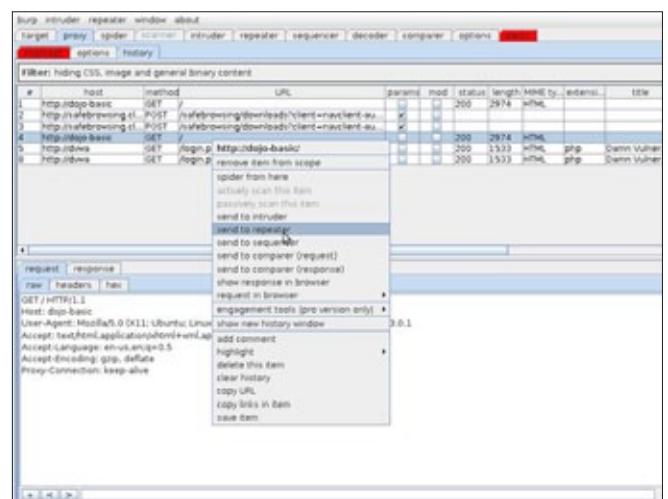 burp intruder repeater window about
target proxy spider scanner intruder repeater sequencer decoder comparer options
options history
Filter: hiding CSS, image and general binary content
# host method URL params mod status length MIME ty... extensi... title
1 http://dojo-basic GET / 200 2974 HTML
2 http://safebrowsing.cl... POST /safebrowsing/downloads?client=navclient-au...
3 http://safebrowsing.cl... POST /safebrowsing/downloads?client=navclient-au...
4 http://dojo-basic GET / 200 2974 HTML
5 http://dvwa GET /login.p 200 1533 HTML php Damn Vulner
http://dvwa GET /login.p 200 1533 HTML php Damn Vulner
http://dojo-basic/
remove item from scope
spider from here
actively scan this item
passively scan this item
send to intruder
send to repeater
send to sequencer
send to comparer (request)
send to comparer (response)
show response in browser
request in browser
engagement tools [pro version only]
show new history window
add comment
highlight
delete this item
clear history
copy URL
copy links in item
save item
request response
raw headers hex
GET / HTTP/1.1
Host: dojo-basic
User-Agent: Mozilla/5.0 (X11; Ubuntu; Linux 3.0.1
Accept: text/html,application/xhtml+xml,ap
Accept-Language: en-us,en;q=0.5
Accept-Encoding: gzip, deflate
Proxy-Connection: keep-alive
+ < >